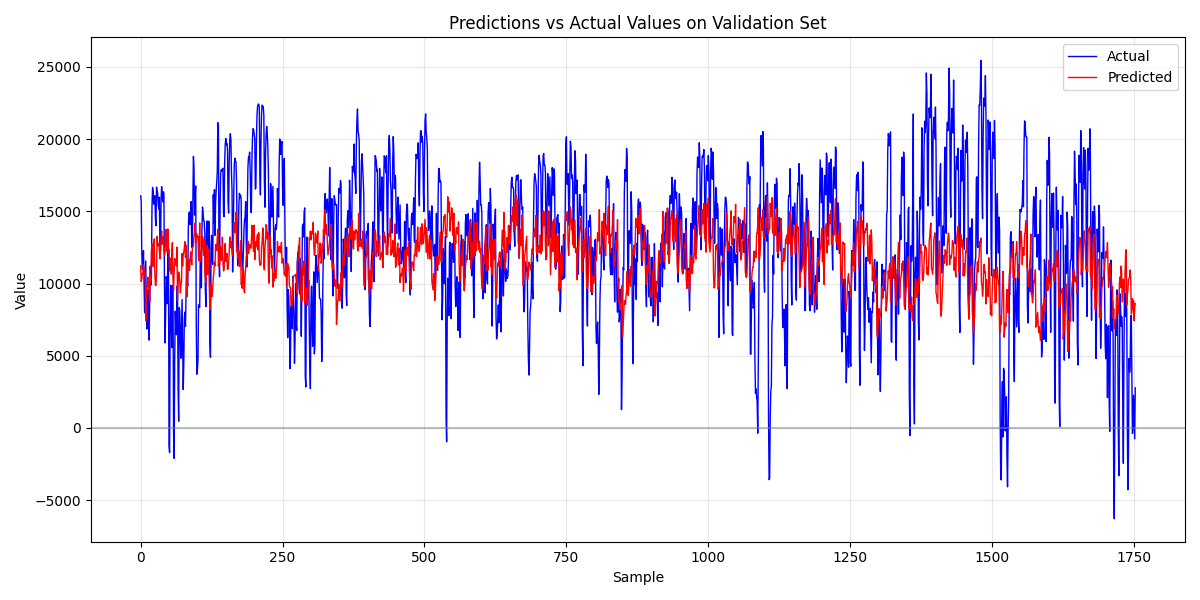 Predictions vs Actual Values on Validation Set
Actual
Predicted
Value
25000
20000
15000
10000
5000
0
−5000
0 250 500 750 1000 1250 1500 1750
Sample